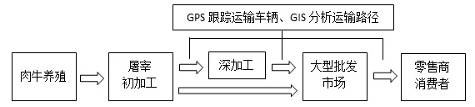 GPS 跟踪运输车辆、GIS 分析运输路径
肉牛养殖
屠宰
初加工
深加工
大型批发
市场
零售商
消费者